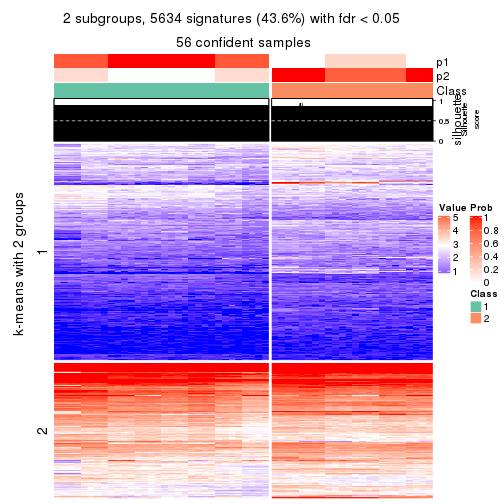 2 subgroups, 5634 signatures (43.6%) with fdr < 0.05
56 confident samples
p1
p2
Class
1
0.5
0
silhouette
Silhouette
score
k-means with 2 groups
1
2
Value
5
4
3
2
1
Prob
1
0.8
0.6
0.4
0.2
0
Class
1
2